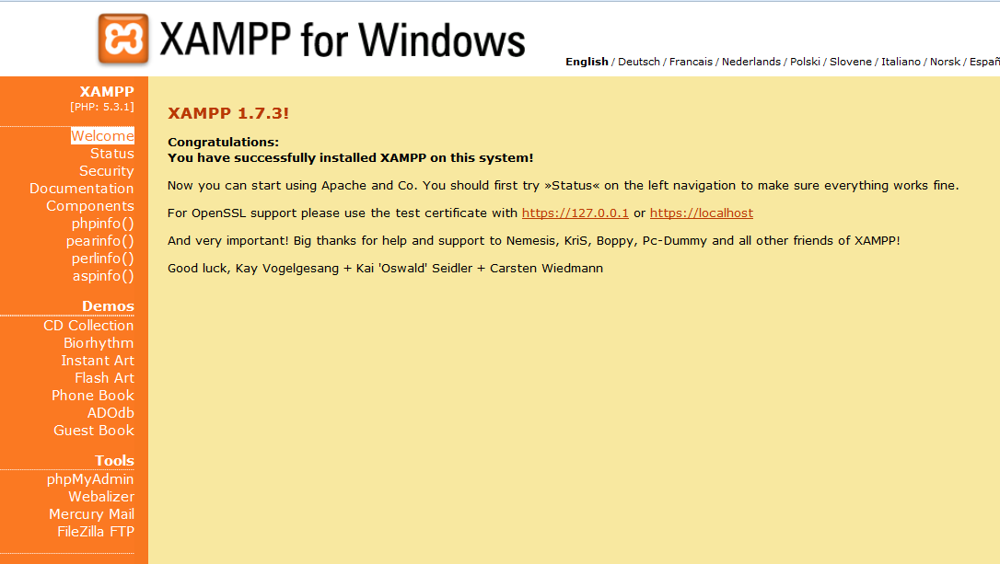 XAMPP for Windows
English / Deutsch / Francais / Nederlands / Polski / Slovene / Italiano / Norsk / Españ
XAMPP
[PHP: 5.3.1]
Welcome
Status
Security
Documentation
Components
phpinfo()
pearinfo()
perlinfo()
aspinfo()
Demos
CD Collection
Biorhythm
Instant Art
Flash Art
Phone Book
ADOdb
Guest Book
Tools
phpMyAdmin
Webalizer
Mercury Mail
FileZilla FTP
XAMPP 1.7.3!
Congratulations:
You have successfully installed XAMPP on this system!
Now you can start using Apache and Co. You should first try »Status« on the left navigation to make sure everything works fine.
For OpenSSL support please use the test certificate with https://127.0.0.1 or https://localhost
And very important! Big thanks for help and support to Nemesis, KriS, Boppy, Pc-Dummy and all other friends of XAMPP!
Good luck, Kay Vogelgesang + Kai 'Oswald' Seidler + Carsten Wiedmann